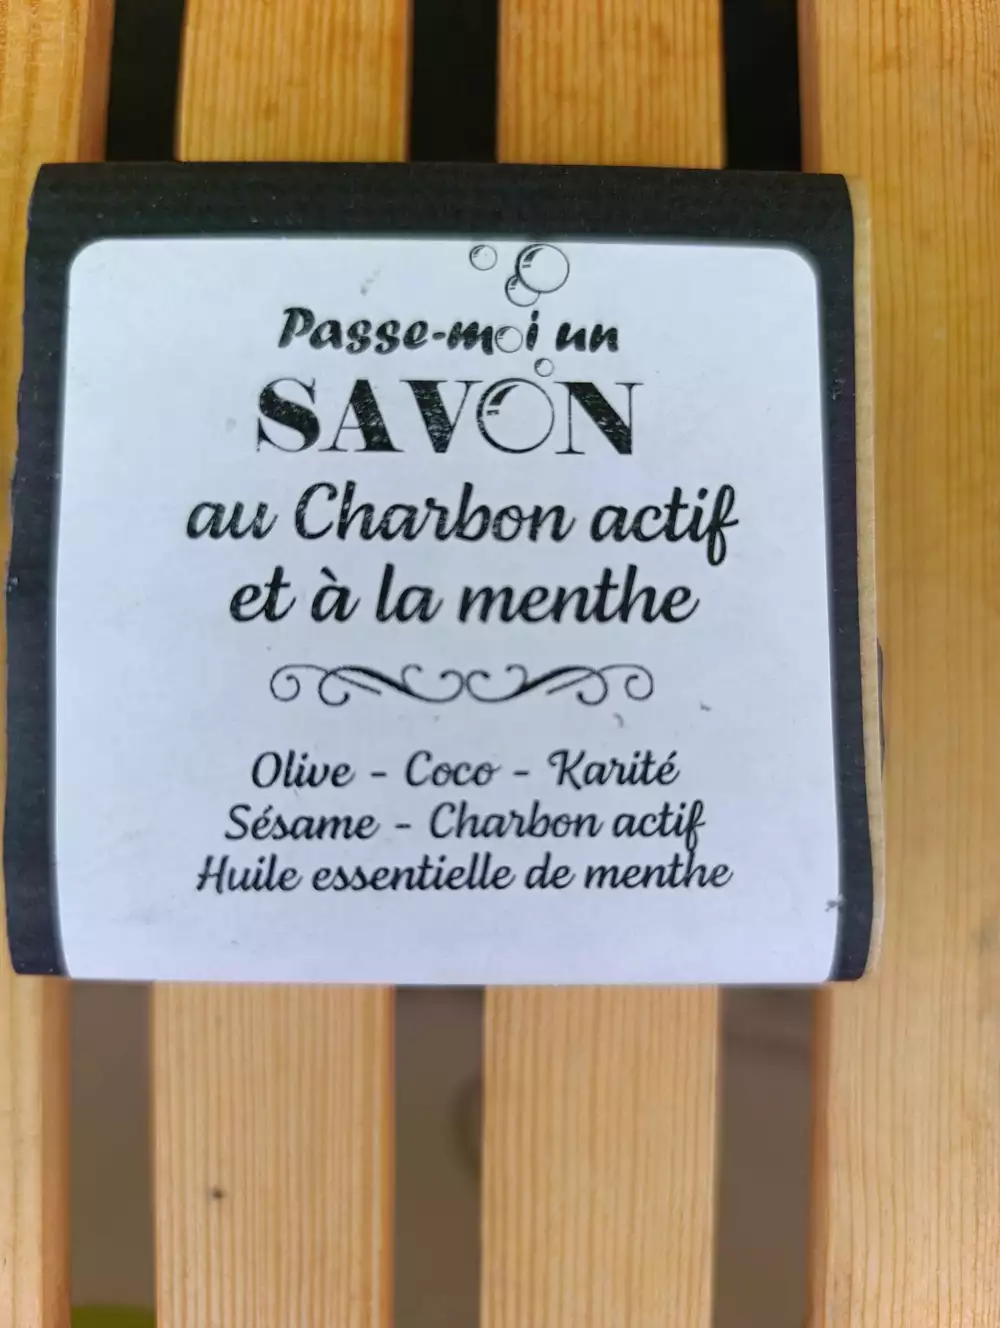 Passe-moi un
SAVON
au Charbon actif
et à la menthe
Olive - Coco - Karité
Sésame - Charbon actif
Huile essentielle de menthe